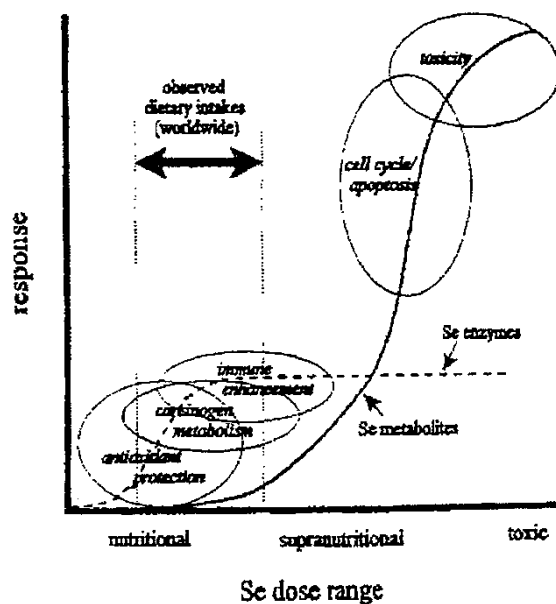 observed
dietary intakes
(worldwide)
toxicity
cell cycle/
apoptosis
response
Se enzymes
immune
enhancement
carcinogen
metabolism
Se metabolites
antioxidant
protection
nutritional
supranutritional
toxic
Se dose range